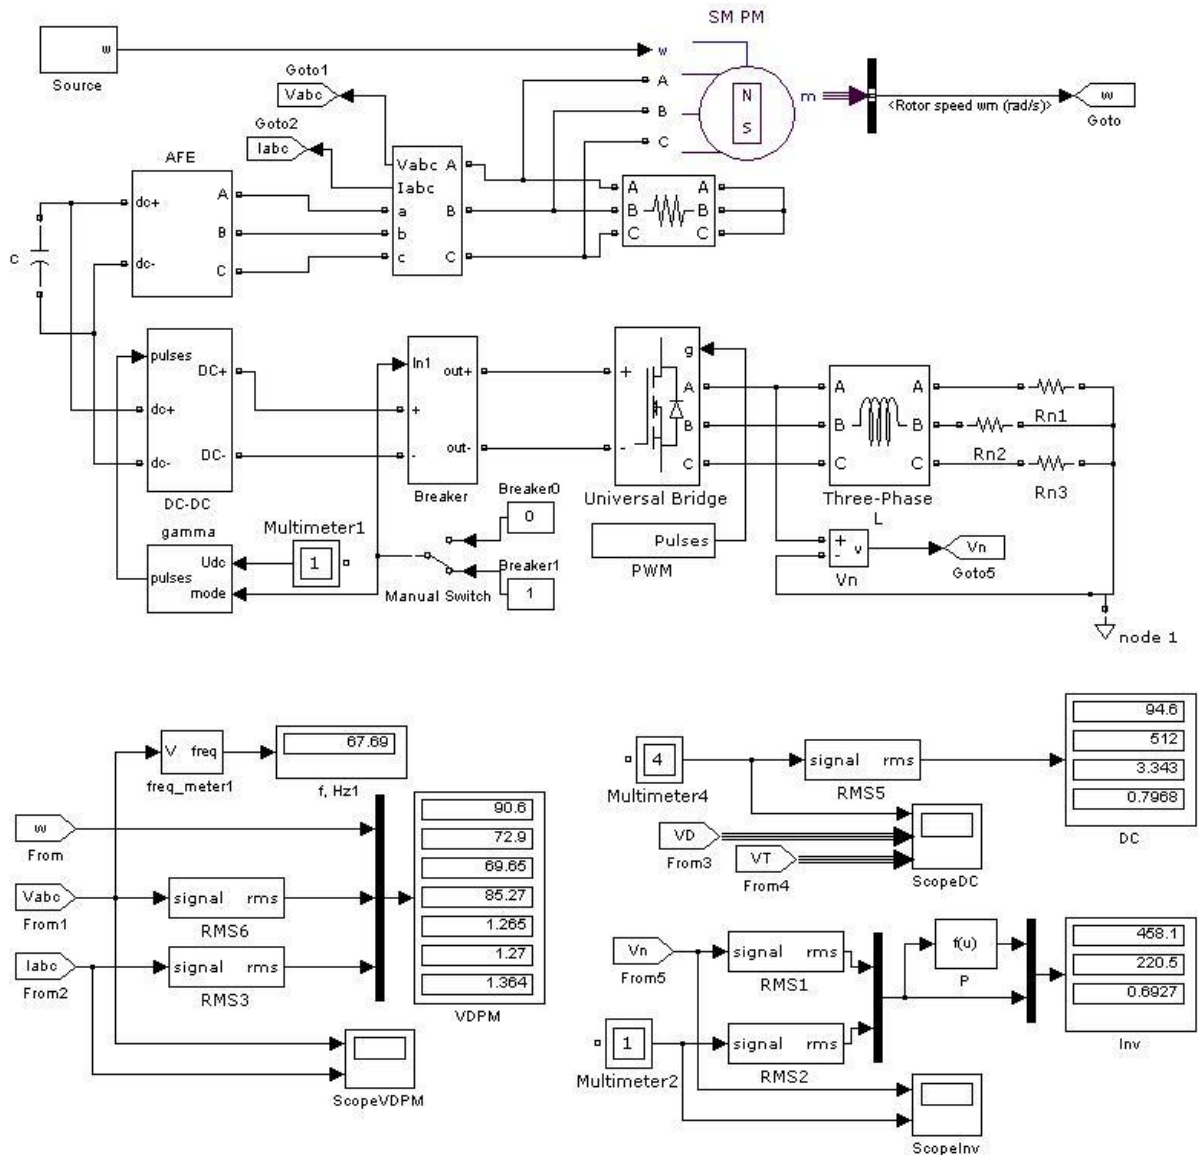 SM PM
w
Source
w
A
B
C
N
S
m
<Rotor speed wm (rad/s)>
w
Goto
Goto1
Vabc
Goto2
Iabc
AFE
dc+
dc-
A
B
C
C
Vabc
Iabc
a
b
c
A
B
C
A
B
C
A
B
C
pulses
dc+
dc-
DC+
DC-
DC-DC
In1
+
-
out+
out-
Breaker
+
-
g
A
B
C
Universal Bridge
A
B
C
A
B
C
Three-Phase
L
Rn1
Rn2
Rn3
gamma
Udc
pulses
mode
Multimeter1
1
Breaker0
0
Breaker1
1
Manual Switch
Pulses
PWM
+
-
v
Vn
Vn
Goto5
node 1
V freq
freq_meter1
67.69
f, Hz1
w
From
Vabc
From1
signal rms
RMS6
Iabc
From2
signal rms
RMS3
90.6
72.9
69.65
85.27
1.265
1.27
1.364
VDPM
ScopeVDPM
4
Multimeter4
signal rms
RMS5
VD
From3
VT
From4
ScopeDC
94.6
512
3.343
0.7968
DC
Vn
From5
signal rms
RMS1
1
Multimeter2
signal rms
RMS2
f(u)
P
458.1
220.5
0.6927
Inv
ScopeInv